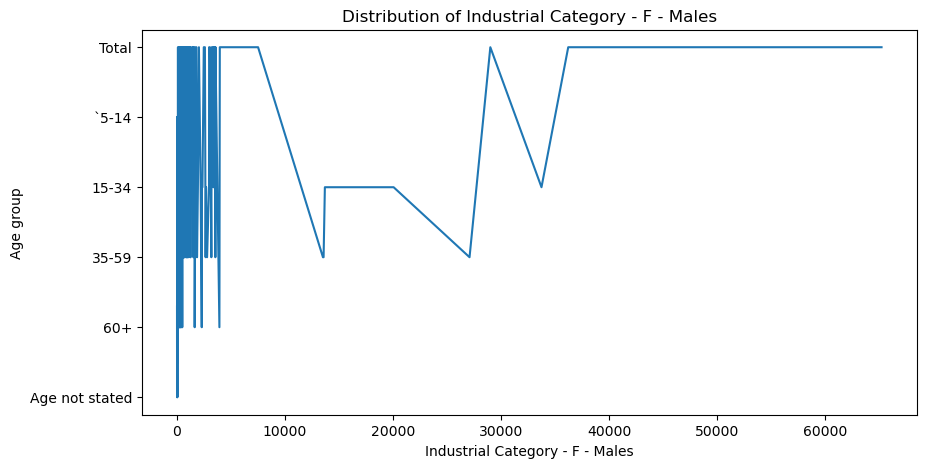 Distribution of Industrial Category - F - Males
Total
`5-14
15-34
35-59
60+
Age not stated
Age group
0 10000 20000 30000 40000 50000 60000
Industrial Category - F - Males